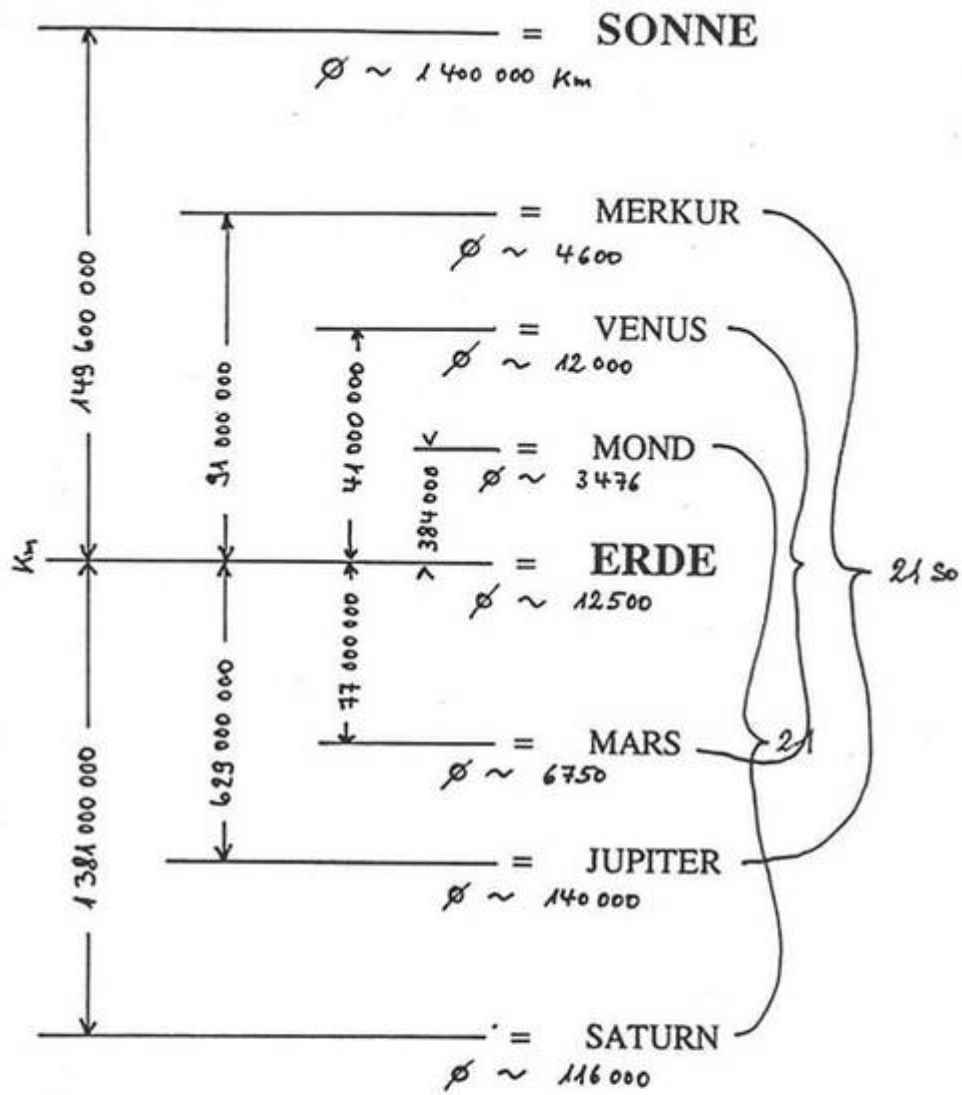 = SONNE
Ø ~ 1400 000 Km
149 600 000
= MERKUR
Ø ~ 4600
91 000 000
= VENUS
Ø ~ 12 000
41 000 000
= MOND
Ø ~ 3476
384 000
Km
= ERDE
Ø ~ 12500
21 So
77 000 000
= MARS
21
Ø ~ 6750
629 000 000
= JUPITER
Ø ~ 140 000
1 381 000 000
= SATURN
Ø ~ 116 000